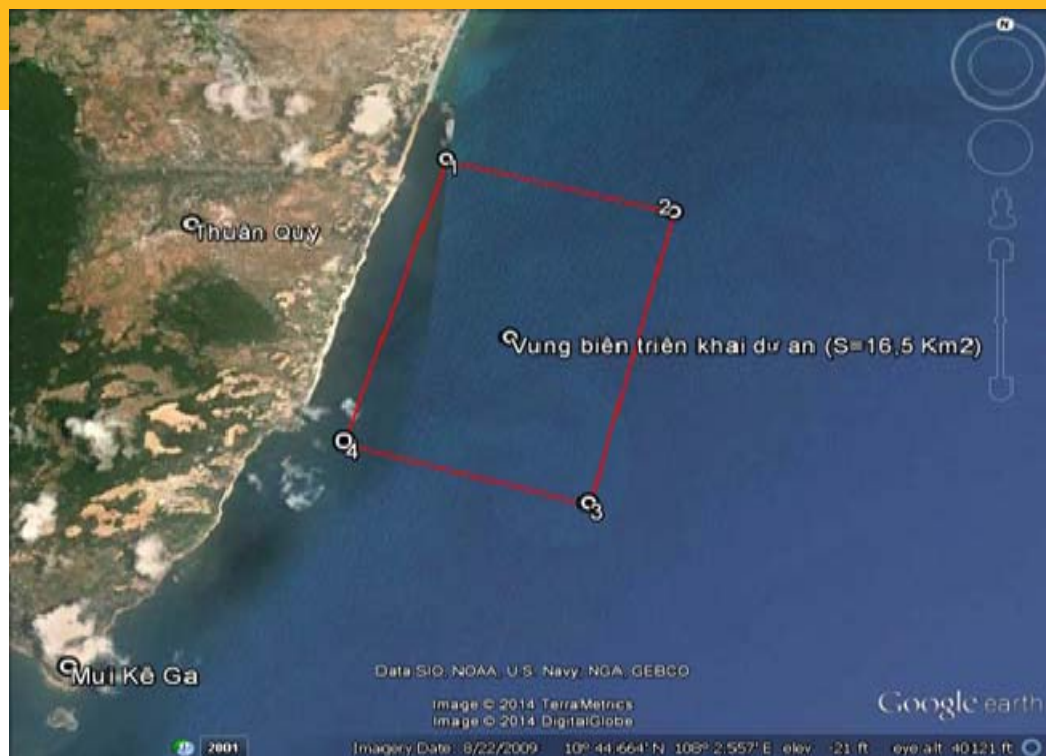 N
1
2
Thuân Quy
Vung biên triên khai dư an (S=16,5 Km2)
4
3
Mui Kê Ga
Data SIO, NOAA, U.S. Navy, NGA, GEBCO
Image © 2014 TerraMetrics
Image © 2014 DigitalGlobe
Google earth
2001
Imagery Date: 8/22/2009 10° 44.664' N 108° 2.557' E elev -21 ft eye alt 40121 ft